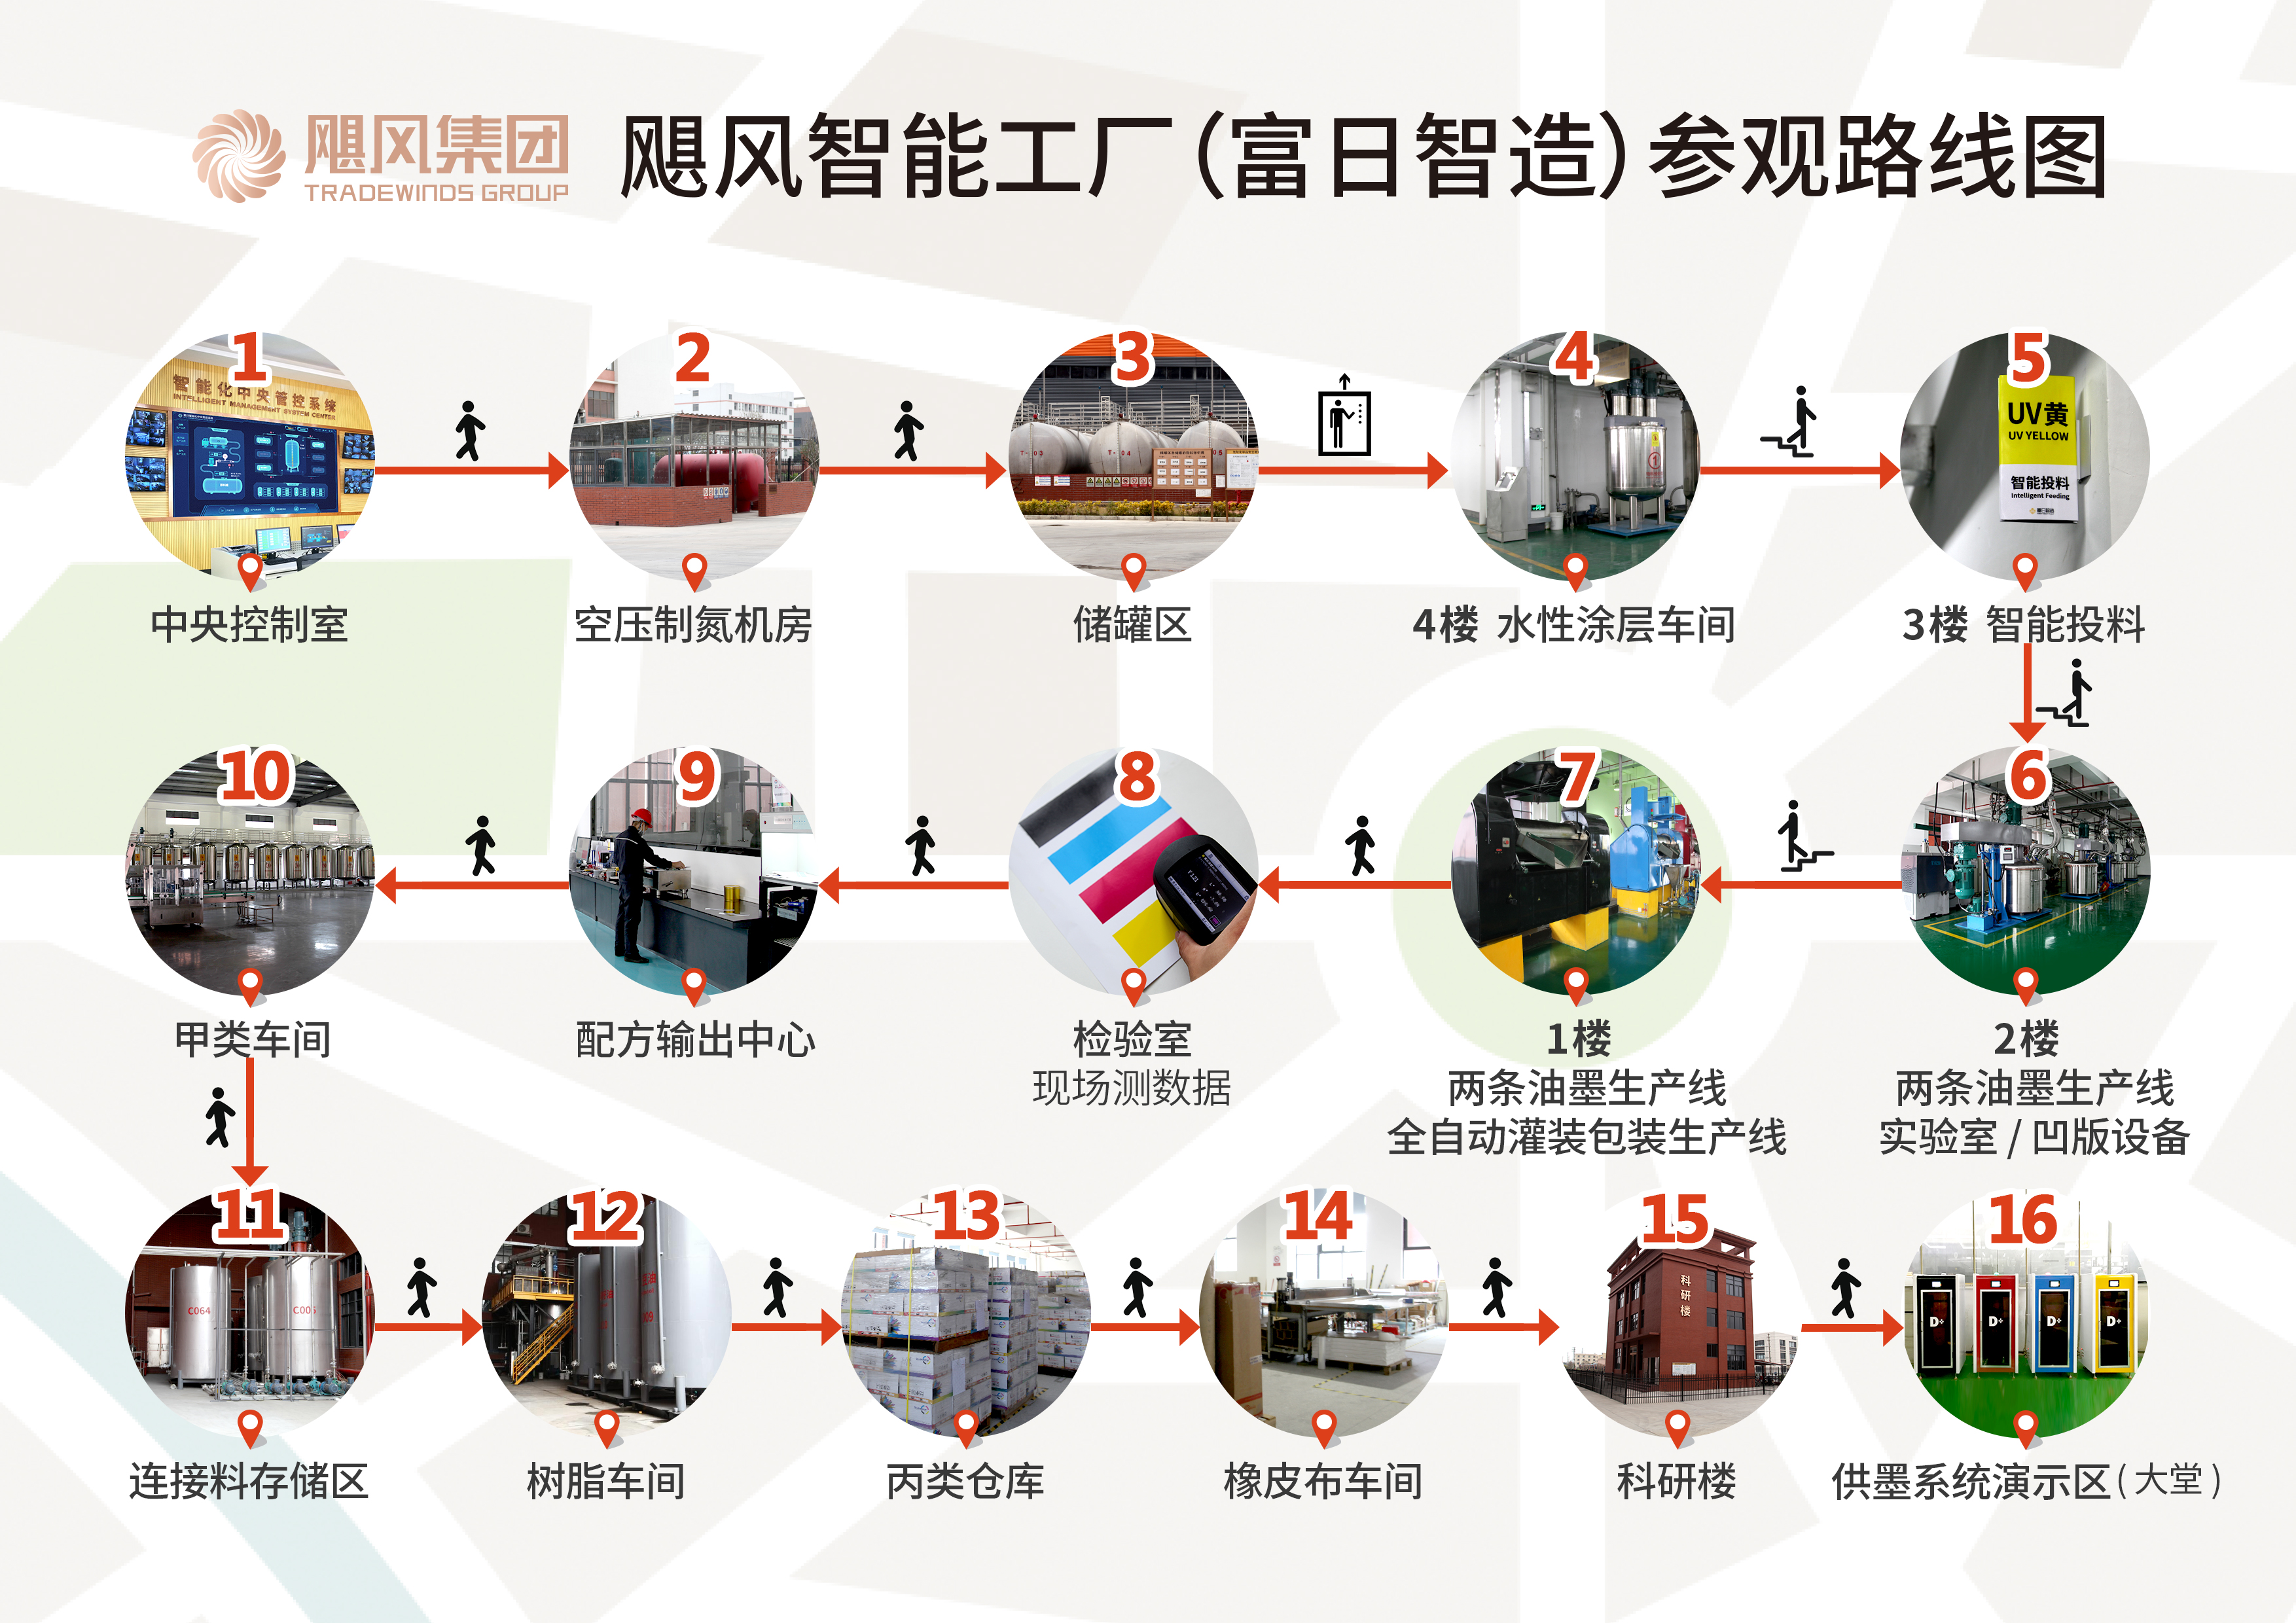 飓风集团
TRADEWINDS GROUP
飓风智能工厂(富日智造)参观路线图
1
智能化中央管控系统
INTELLIGENT MANAGEMENT SYSTEM CENTER
中央控制室
2
空压制氮机房
3
T-03
T-04
05
储罐区
4
1
4楼 水性涂层车间
5
UV黄
UV YELLOW
智能投料
Intelligent Feeding
3楼 智能投料
10
甲类车间
9
配方输出中心
8
检验室
现场测数据
7
1楼
两条油墨生产线
全自动灌装包装生产线
6
2楼
两条油墨生产线
实验室 / 凹版设备
11
C064
连接料存储区
12
树脂车间
13
丙类仓库
14
橡皮布车间
15
科研楼
科研楼
16
D+
D+
D+
D+
供墨系统演示区(大堂)